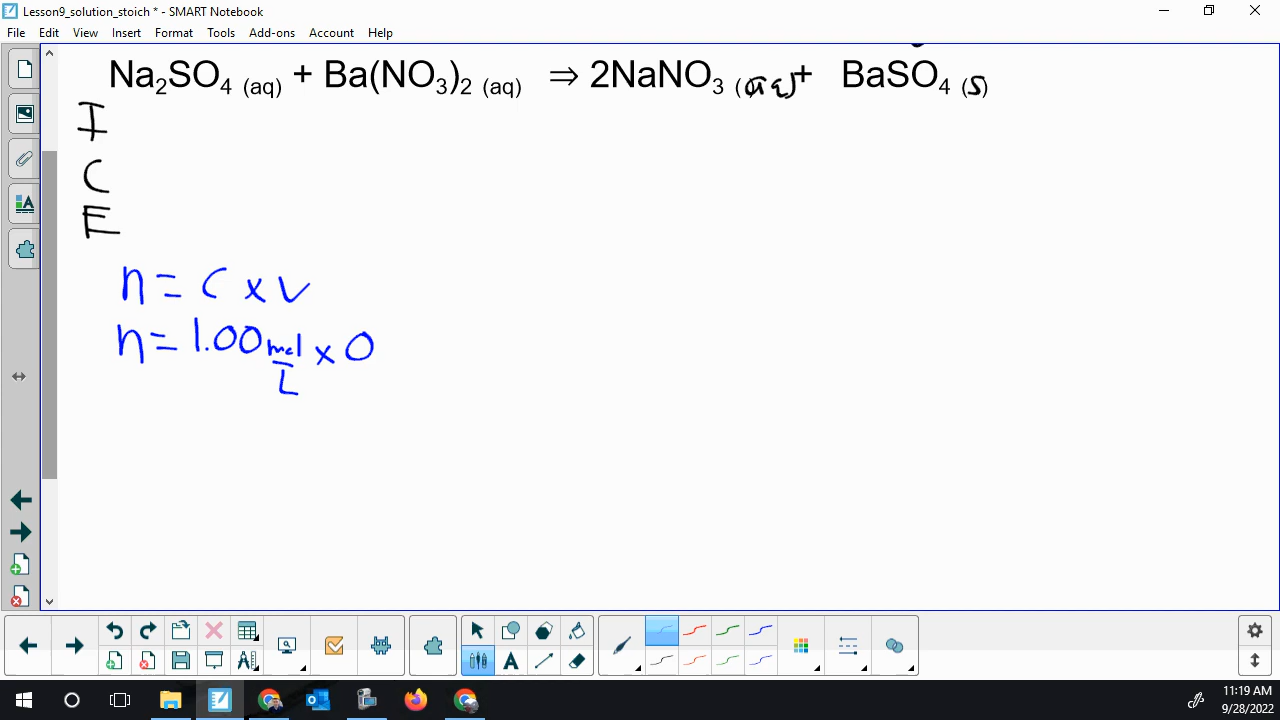 Lesson9_solution_stoich * - SMART Notebook
File Edit View Insert Format Tools Add-ons Account Help
Na₂SO₄ (aq) + Ba(NO₃)₂ (aq) ⇒ 2NaNO₃ (aq) + BaSO₄ (s)
I
C
E
n = C x V
n = 1.00 mol/L x 0
11:19 AM
9/28/2022